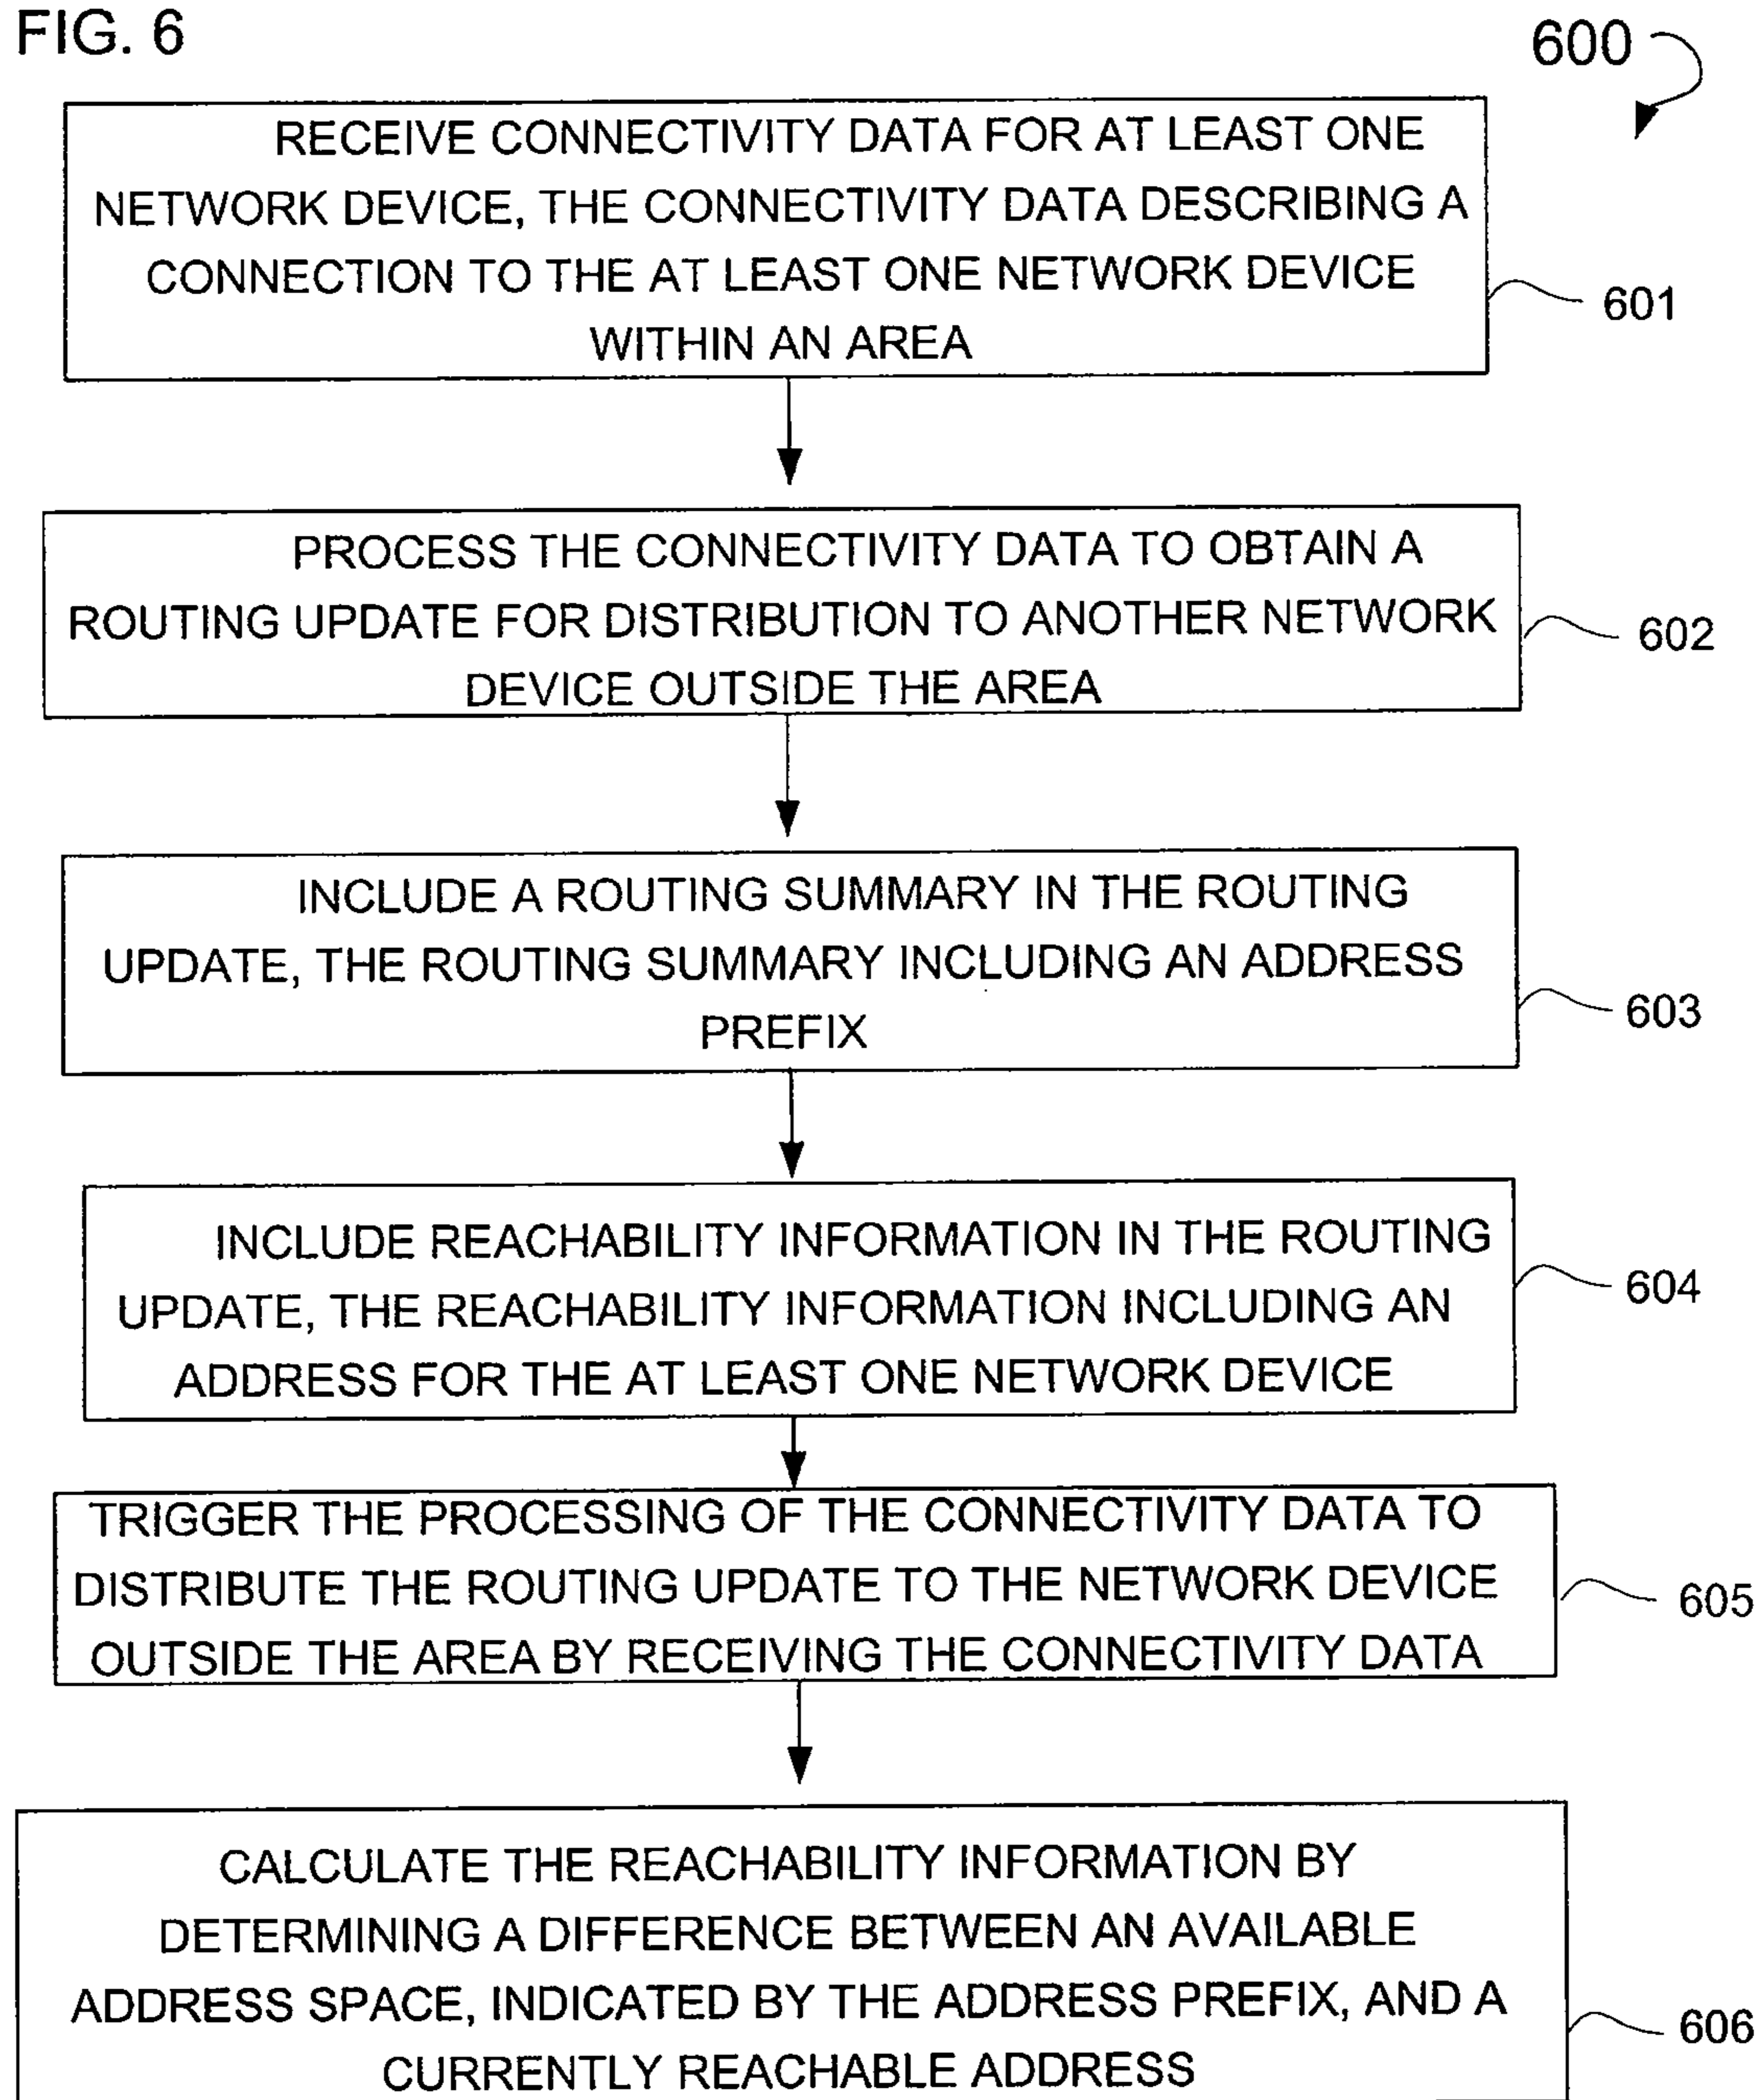 FIG. 6
600
RECEIVE CONNECTIVITY DATA FOR AT LEAST ONE
NETWORK DEVICE, THE CONNECTIVITY DATA DESCRIBING A
CONNECTION TO THE AT LEAST ONE NETWORK DEVICE
WITHIN AN AREA
601
PROCESS THE CONNECTIVITY DATA TO OBTAIN A
ROUTING UPDATE FOR DISTRIBUTION TO ANOTHER NETWORK
DEVICE OUTSIDE THE AREA
602
INCLUDE A ROUTING SUMMARY IN THE ROUTING
UPDATE, THE ROUTING SUMMARY INCLUDING AN ADDRESS
PREFIX
603
INCLUDE REACHABILITY INFORMATION IN THE ROUTING
UPDATE, THE REACHABILITY INFORMATION INCLUDING AN
ADDRESS FOR THE AT LEAST ONE NETWORK DEVICE
604
TRIGGER THE PROCESSING OF THE CONNECTIVITY DATA TO
DISTRIBUTE THE ROUTING UPDATE TO THE NETWORK DEVICE
OUTSIDE THE AREA BY RECEIVING THE CONNECTIVITY DATA
605
CALCULATE THE REACHABILITY INFORMATION BY
DETERMINING A DIFFERENCE BETWEEN AN AVAILABLE
ADDRESS SPACE, INDICATED BY THE ADDRESS PREFIX, AND A
CURRENTLY REACHABLE ADDRESS
606